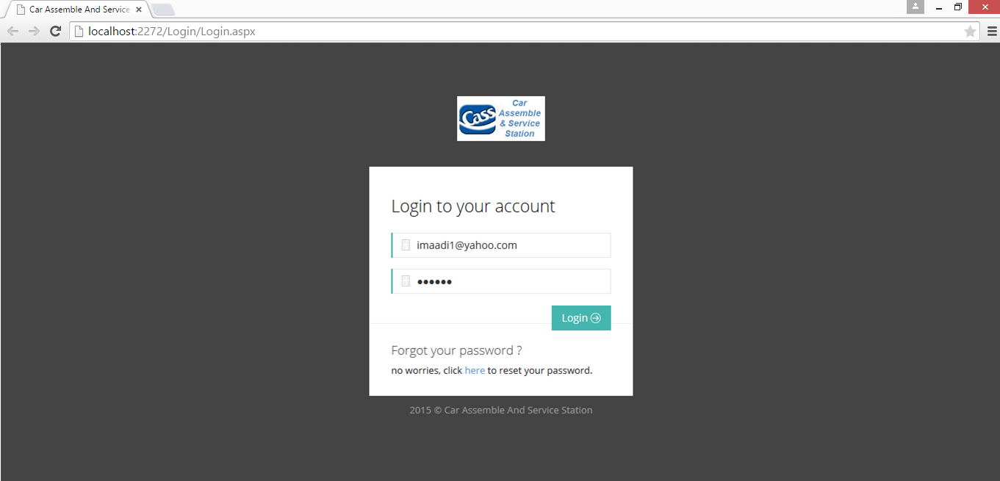 Car Assemble And Service
localhost:2272/Login/Login.aspx
Cass
Car
Assemble
& Service
Station
Login to your account
imaadi1@yahoo.com
••••••
Login
Forgot your password ?
no worries, click here to reset your password.
2015 © Car Assemble And Service Station